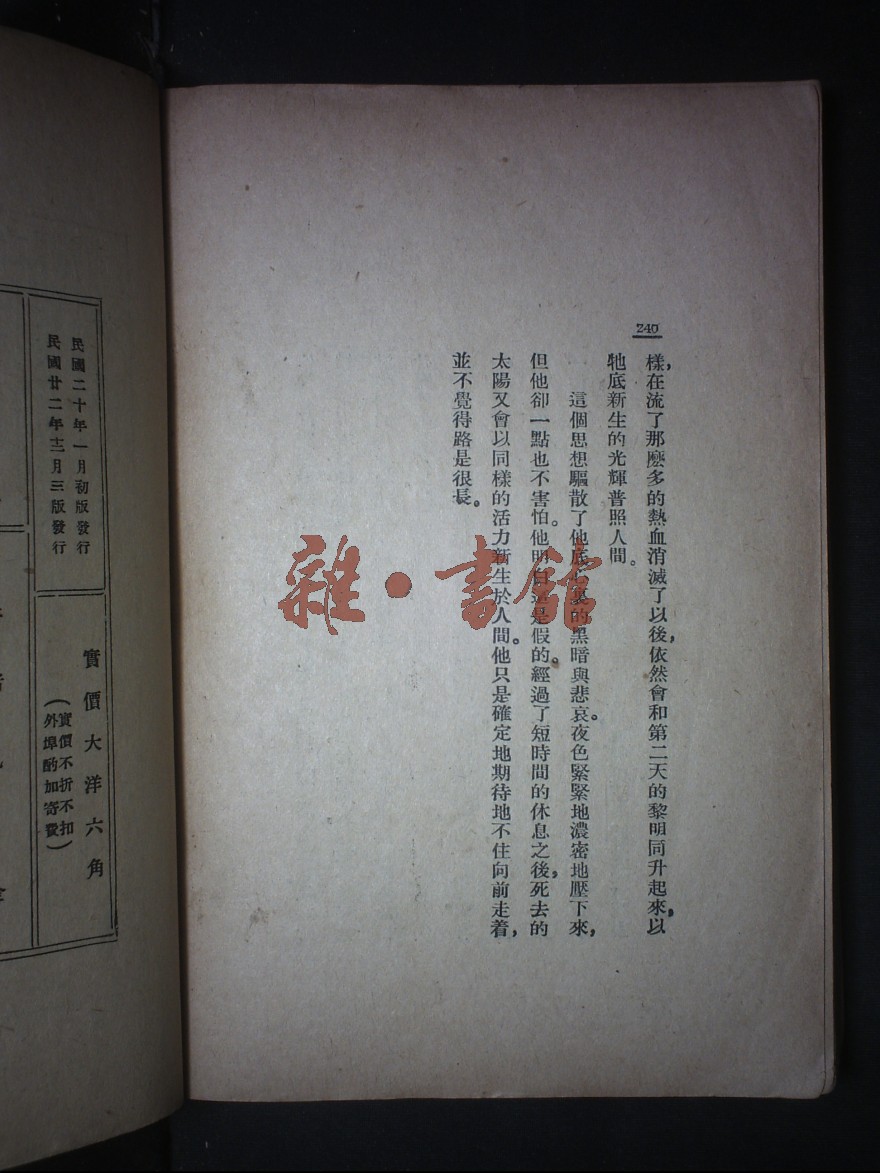 240
樣，在流了那麽多的熱血消滅了以後，依然會和第二天的黎明同升起來，以
牠底新生的光輝普照人間。
這個思想驅散了他底心裏的黑暗與悲哀。夜色緊緊地濃密地壓下來，
但他卻一點也不害怕。他明白這是假的。經過了短時間的休息之後，死去的
太陽又會以同樣的活力新生於人間。他只是確定地期待地不住向前走着，
並不覺得路是很長。
雜·書館
民國二十年一月初版發行
民國廿二年十二月三版發行
實價大洋六角
（實價不折不扣
外埠酌加寄費）